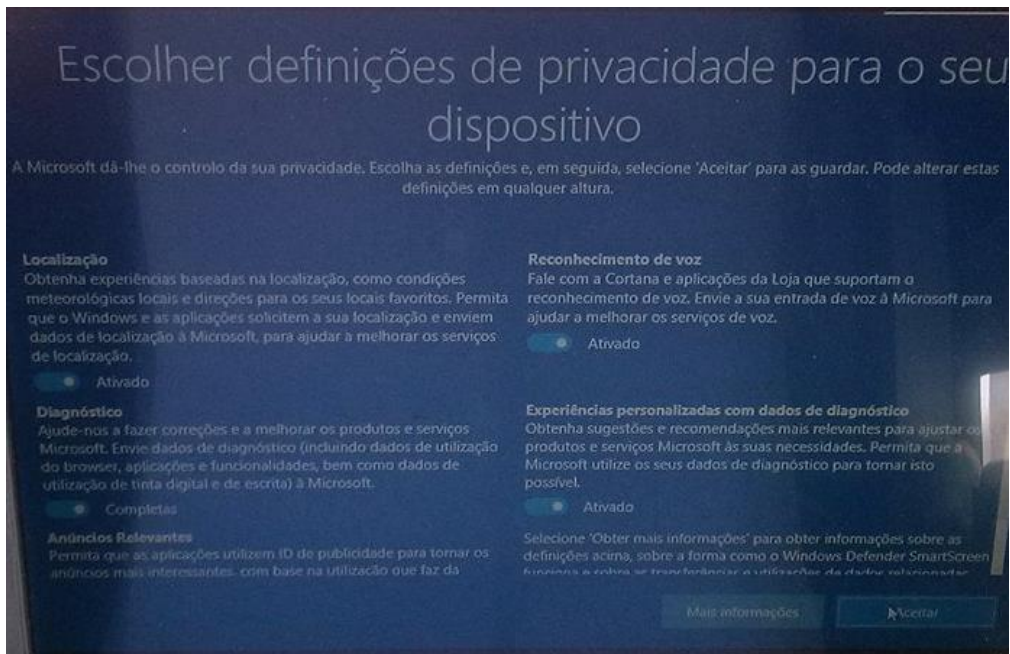 Escolher definições de privacidade para o seu
dispositivo
A Microsoft dá-lhe o controlo da sua privacidade. Escolha as definições e, em seguida, selecione 'Aceitar' para as guardar. Pode alterar estas
definições em qualquer altura.
Localização
Obtenha experiências baseadas na localização, como condições
meteorológicas locais e direções para os seus locais favoritos. Permita
que o Windows e as aplicações solicitem a sua localização e enviem
dados de localização à Microsoft, para ajudar a melhorar os serviços
de localização.
Ativado
Diagnóstico
Ajude-nos a fazer correções e a melhorar os produtos e serviços
Microsoft. Envie dados de diagnóstico (incluindo dados de utilização
do browser, aplicações e funcionalidades, bem como dados de
utilização de tinta digital e de escrita) à Microsoft.
Completas
Anúncios Relevantes
Permita que as aplicações utilizem ID de publicidade para tornar os
anúncios mais interessantes, com base na utilização que faz da
Reconhecimento de voz
Fale com a Cortana e aplicações da Loja que suportam o
reconhecimento de voz. Envie a sua entrada de voz à Microsoft para
ajudar a melhorar os serviços de voz.
Ativado
Experiências personalizadas com dados de diagnóstico
Obtenha sugestões e recomendações mais relevantes para ajustar os
produtos e serviços Microsoft às suas necessidades. Permita que a
Microsoft utilize os seus dados de diagnóstico para tornar isto
possível.
Ativado
Selecione 'Obter mais informações' para obter informações sobre as
definições acima, sobre a forma como o Windows Defender SmartScreen
funciona e sobre as transferências e utilizações de dados relacionadas
Mais informações
Aceitar